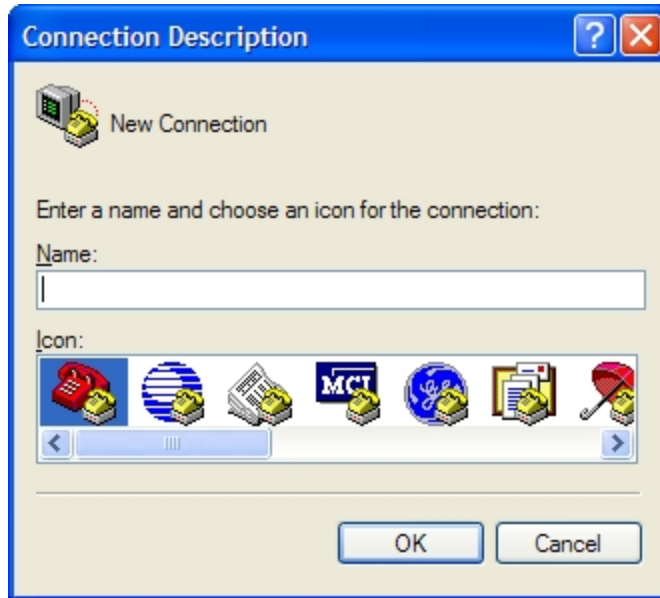 Connection Description
New Connection
Enter a name and choose an icon for the connection:
Name:
Icon:
MCI
OK
Cancel